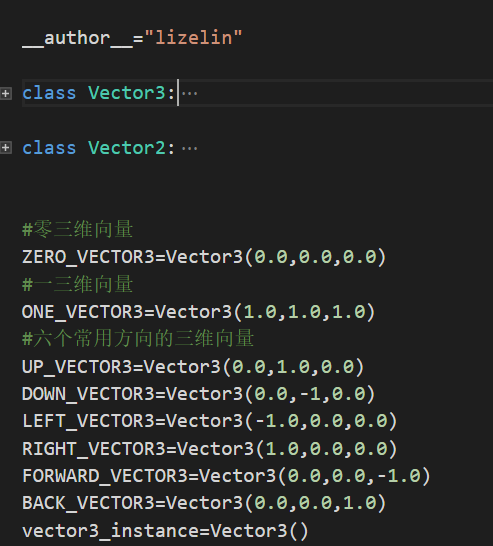 __author__="lizelin"
class Vector3:···
class Vector2:···
#零三维向量
ZERO_VECTOR3=Vector3(0.0,0.0,0.0)
#一三维向量
ONE_VECTOR3=Vector3(1.0,1.0,1.0)
#六个常用方向的三维向量
UP_VECTOR3=Vector3(0.0,1.0,0.0)
DOWN_VECTOR3=Vector3(0.0,-1,0.0)
LEFT_VECTOR3=Vector3(-1.0,0.0,0.0)
RIGHT_VECTOR3=Vector3(1.0,0.0,0.0)
FORWARD_VECTOR3=Vector3(0.0,0.0,-1.0)
BACK_VECTOR3=Vector3(0.0,0.0,1.0)
vector3_instance=Vector3()